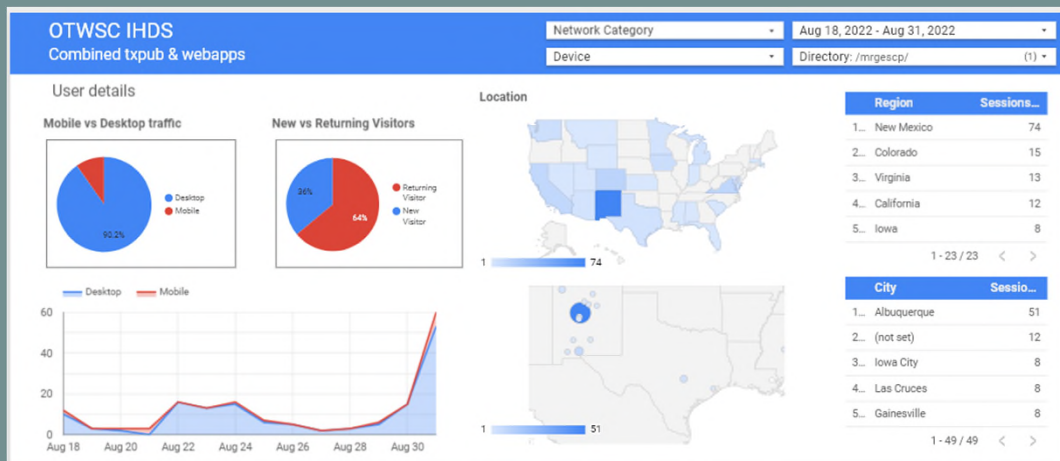 OTWSC IHDS
Combined txpub & webapps
Network Category
Aug 18, 2022 - Aug 31, 2022
Device
Directory: /mrgescp/ (1)
User details
Mobile vs Desktop traffic
New vs Returning Visitors
90.2%
Desktop
Mobile
36%
64%
Returning
Visitor
New
Visitor
Desktop Mobile
60
40
20
0
Aug 18 Aug 20 Aug 22 Aug 24 Aug 26 Aug 28 Aug 30
Location
1 74
1 51
Region Sessions...
1... New Mexico 74
2... Colorado 15
3... Virginia 13
4... California 12
5... Iowa 8
1 - 23 / 23 < >
City Sessio...
1... Albuquerque 51
2... (not set) 12
3... Iowa City 8
4... Las Cruces 8
5... Gainesville 8
1 - 49 / 49 < >